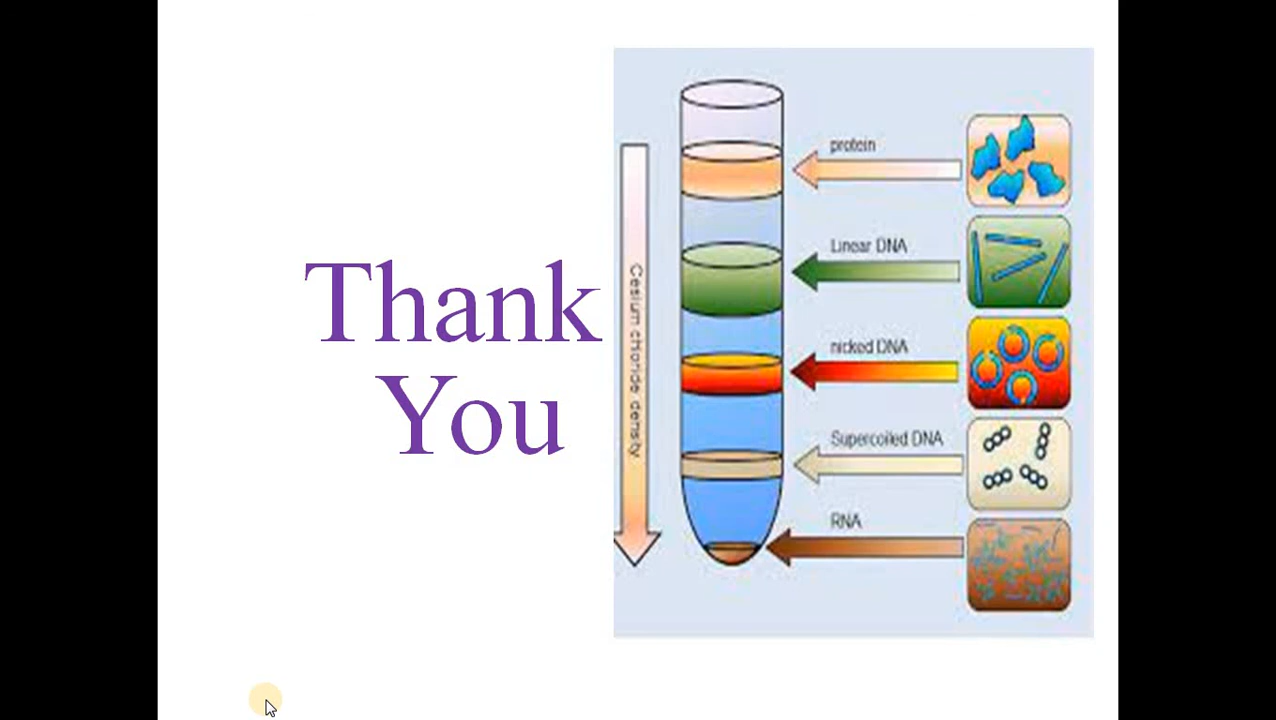 Thank
You
Cesium chloride density
protein
Linear DNA
nicked DNA
Supercoiled DNA
RNA